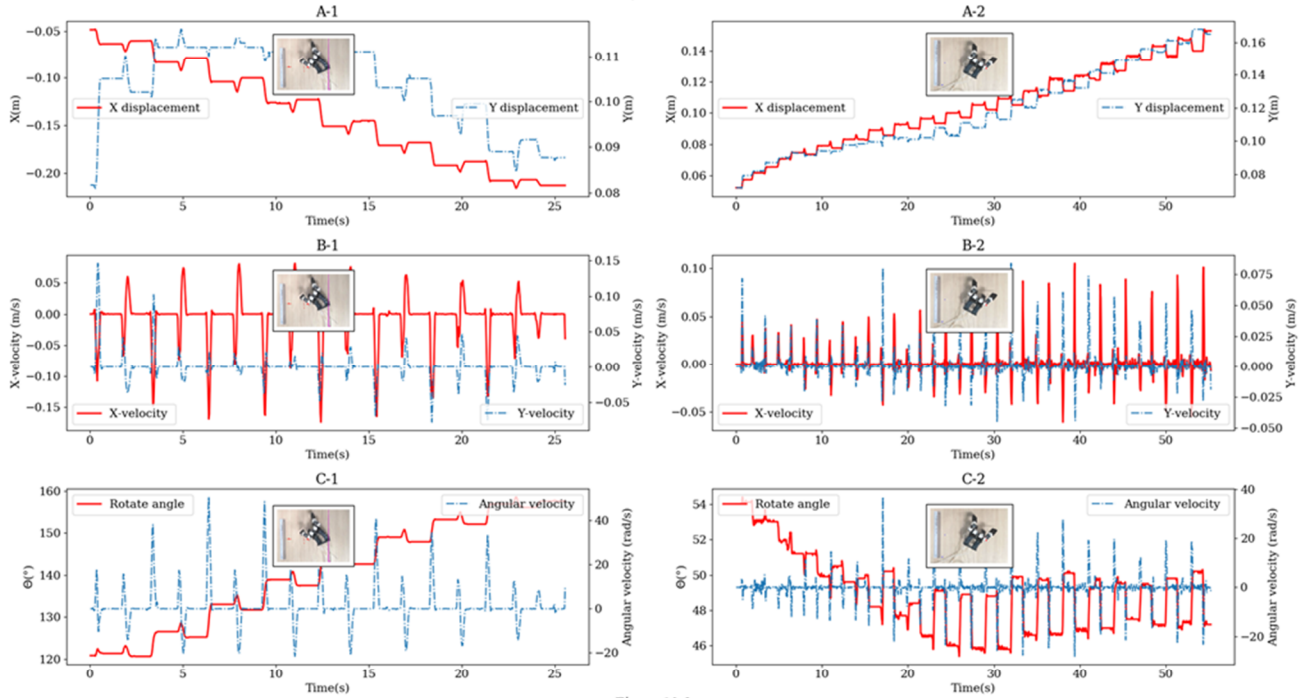 A-1
−0.05
−0.10
−0.15
−0.20
X(m)
X displacement
Y displacement
0.11
0.10
0.09
0.08
Y(m)
0 5 10 15 20 25
Time(s)
A-2
0.14
0.12
0.10
0.08
0.06
X(m)
X displacement
Y displacement
0.16
0.14
0.12
0.10
0.08
Y(m)
0 10 20 30 40 50
Time(s)
B-1
0.05
0.00
−0.05
−0.10
−0.15
X-velocity (m/s)
X-velocity
Y-velocity
0.15
0.10
0.05
0.00
−0.05
Y-velocity (m/s)
0 5 10 15 20 25
Time(s)
B-2
0.10
0.05
0.00
−0.05
X-velocity (m/s)
X-velocity
Y-velocity
0.075
0.050
0.025
0.000
−0.025
−0.050
Y-velocity (m/s)
0 10 20 30 40 50
Time(s)
C-1
160
150
140
130
120
Θ(°)
Rotate angle
Angular velocity
40
20
0
−20
Angular velocity (rad/s)
0 5 10 15 20 25
Time(s)
C-2
54
52
50
48
46
Θ(°)
Rotate angle
Angular velocity
40
20
0
−20
Angular velocity (rad/s)
0 10 20 30 40 50
Time(s)